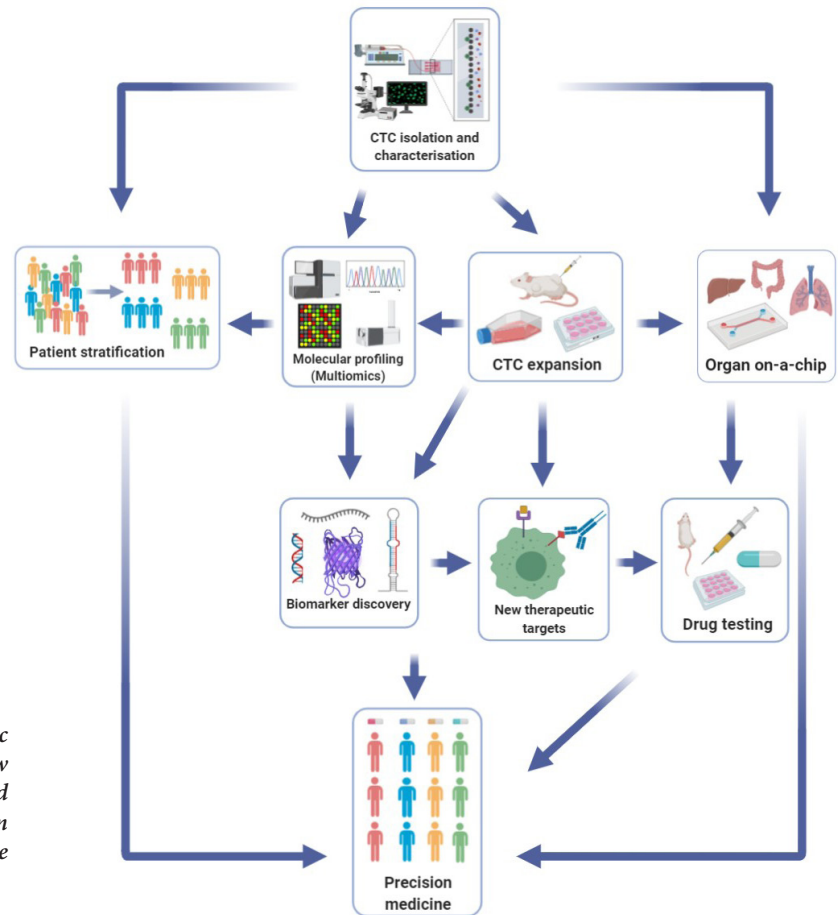 CTC isolation and
characterisation
Patient stratification
Molecular profiling
(Multiomics)
CTC expansion
Organ on-a-chip
Biomarker discovery
New therapeutic
targets
Drug testing
Precision
medicine